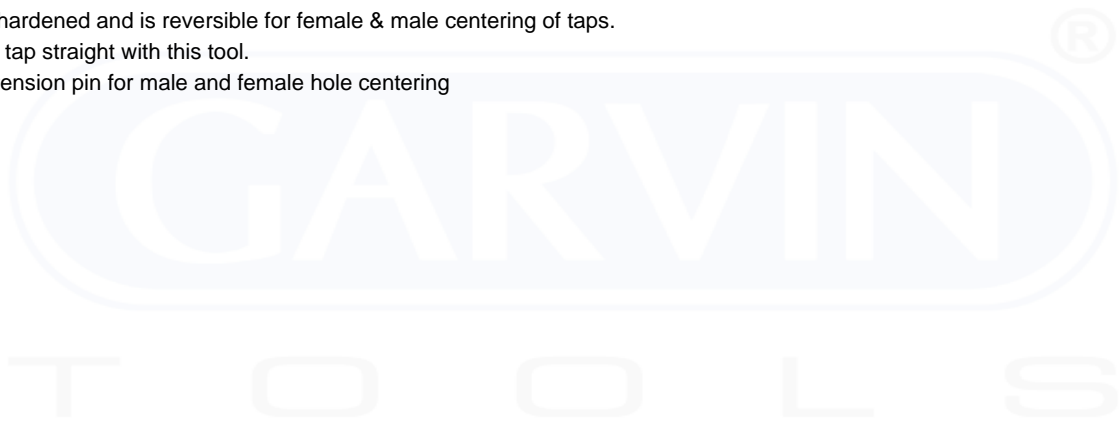 hardened and is reversible for female & male centering of taps.
tap straight with this tool.
ension pin for male and female hole centering
GARVIN
®
TOOLS